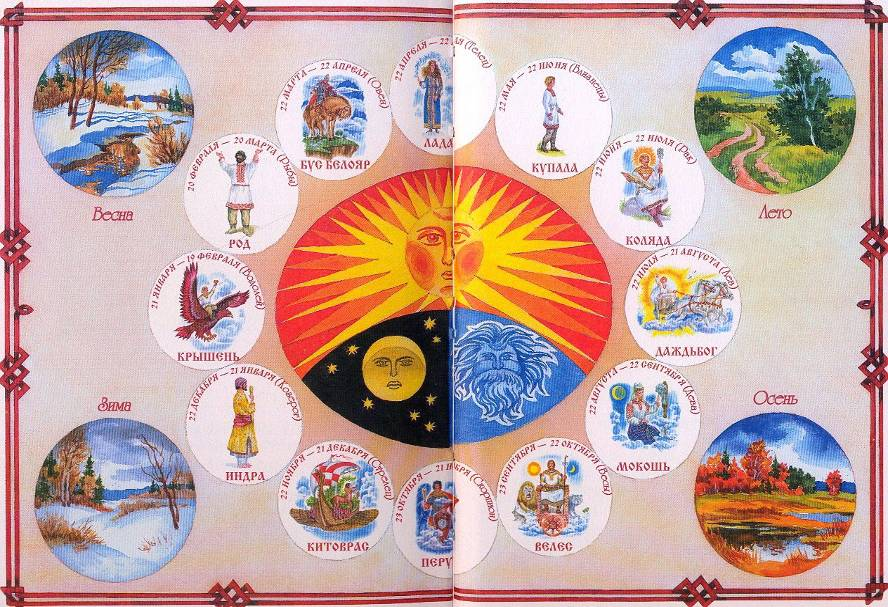 22 АПРЕЛЯ — 22 (Телец)
ЛАДА
22 МАРТА — 22 АПРЕЛЯ (Овен)
БУС БЕЛОЯР
22 МАЯ — 22 ИЮНЯ (Близнецы)
КУПАЛА
20 ФЕВРАЛЯ — 20 МАРТА (Рыбы)
РОД
22 ИЮНЯ — 22 ИЮЛЯ (Рак)
КОЛЯДА
Весна
Лето
21 ЯНВАРЯ — 19 ФЕВРАЛЯ (Водолей)
КРЫШЕНЬ
22 ИЮЛЯ — 21 АВГУСТА (Лев)
ДАЖДЬБОГ
22 ДЕКАБРЯ — 21 ЯНВАРЯ (Козерог)
ИНДРА
22 АВГУСТА — 22 СЕНТЯБРЯ (Дева)
МОКОШЬ
Зима
Осень
22 НОЯБРЯ — 21 ДЕКАБРЯ (Стрелец)
КИТОВРАС
23 ОКТЯБРЯ — 21 (Скорпион)
ПЕРУ
23 СЕНТЯБРЯ — 22 ОКТЯБРЯ (Весы)
ВЕЛЕС